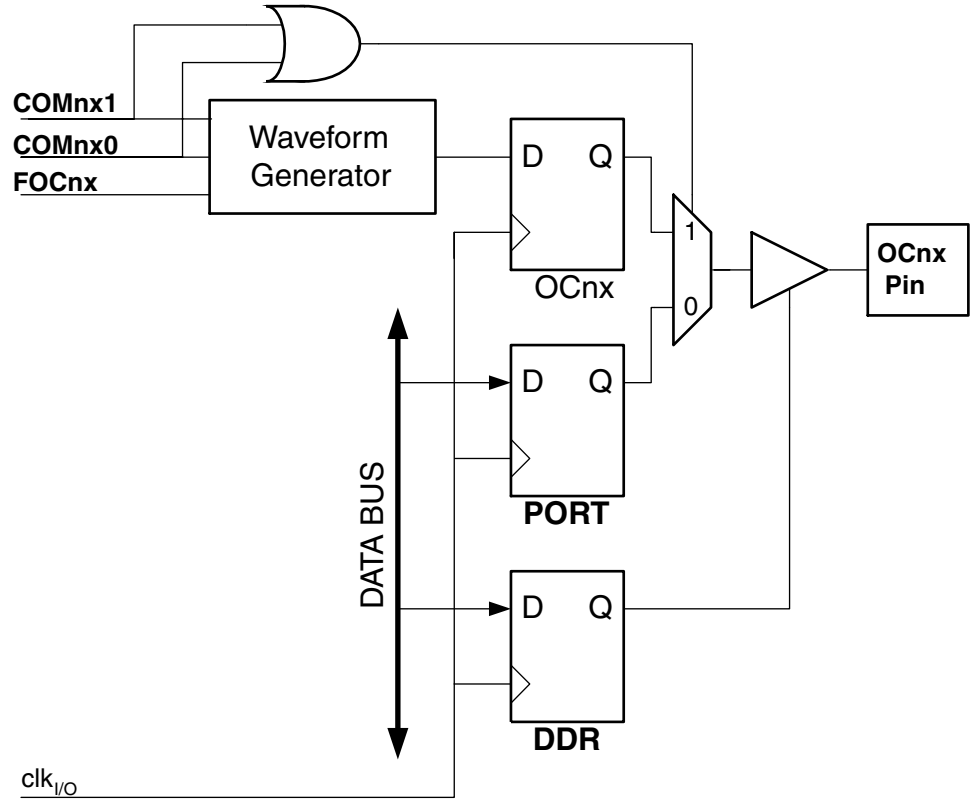 COMnx1
COMnx0
FOCnx
Waveform
Generator
D
Q
OCnx
1
0
OCnx
Pin
D
Q
PORT
DATA BUS
D
Q
DDR
clkI/O